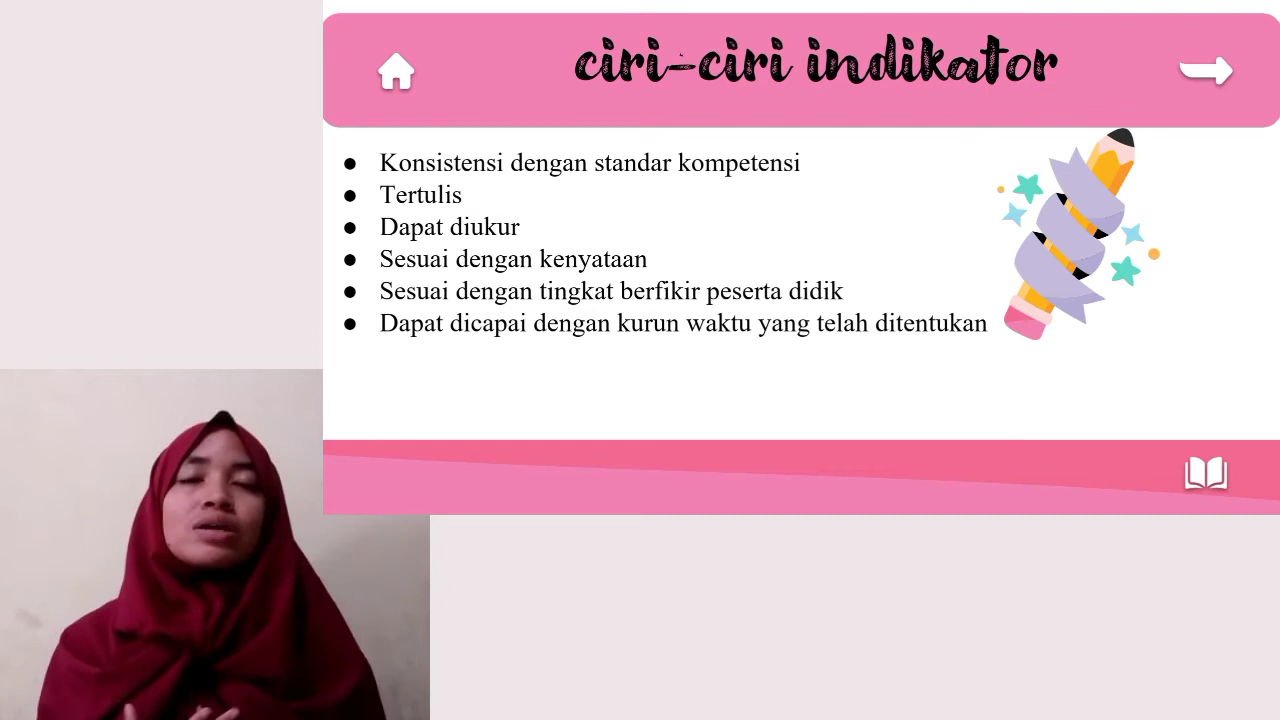 ciri-ciri indikator
Konsistensi dengan standar kompetensi
Tertulis
Dapat diukur
Sesuai dengan kenyataan
Sesuai dengan tingkat berfikir peserta didik
Dapat dicapai dengan kurun waktu yang telah ditentukan